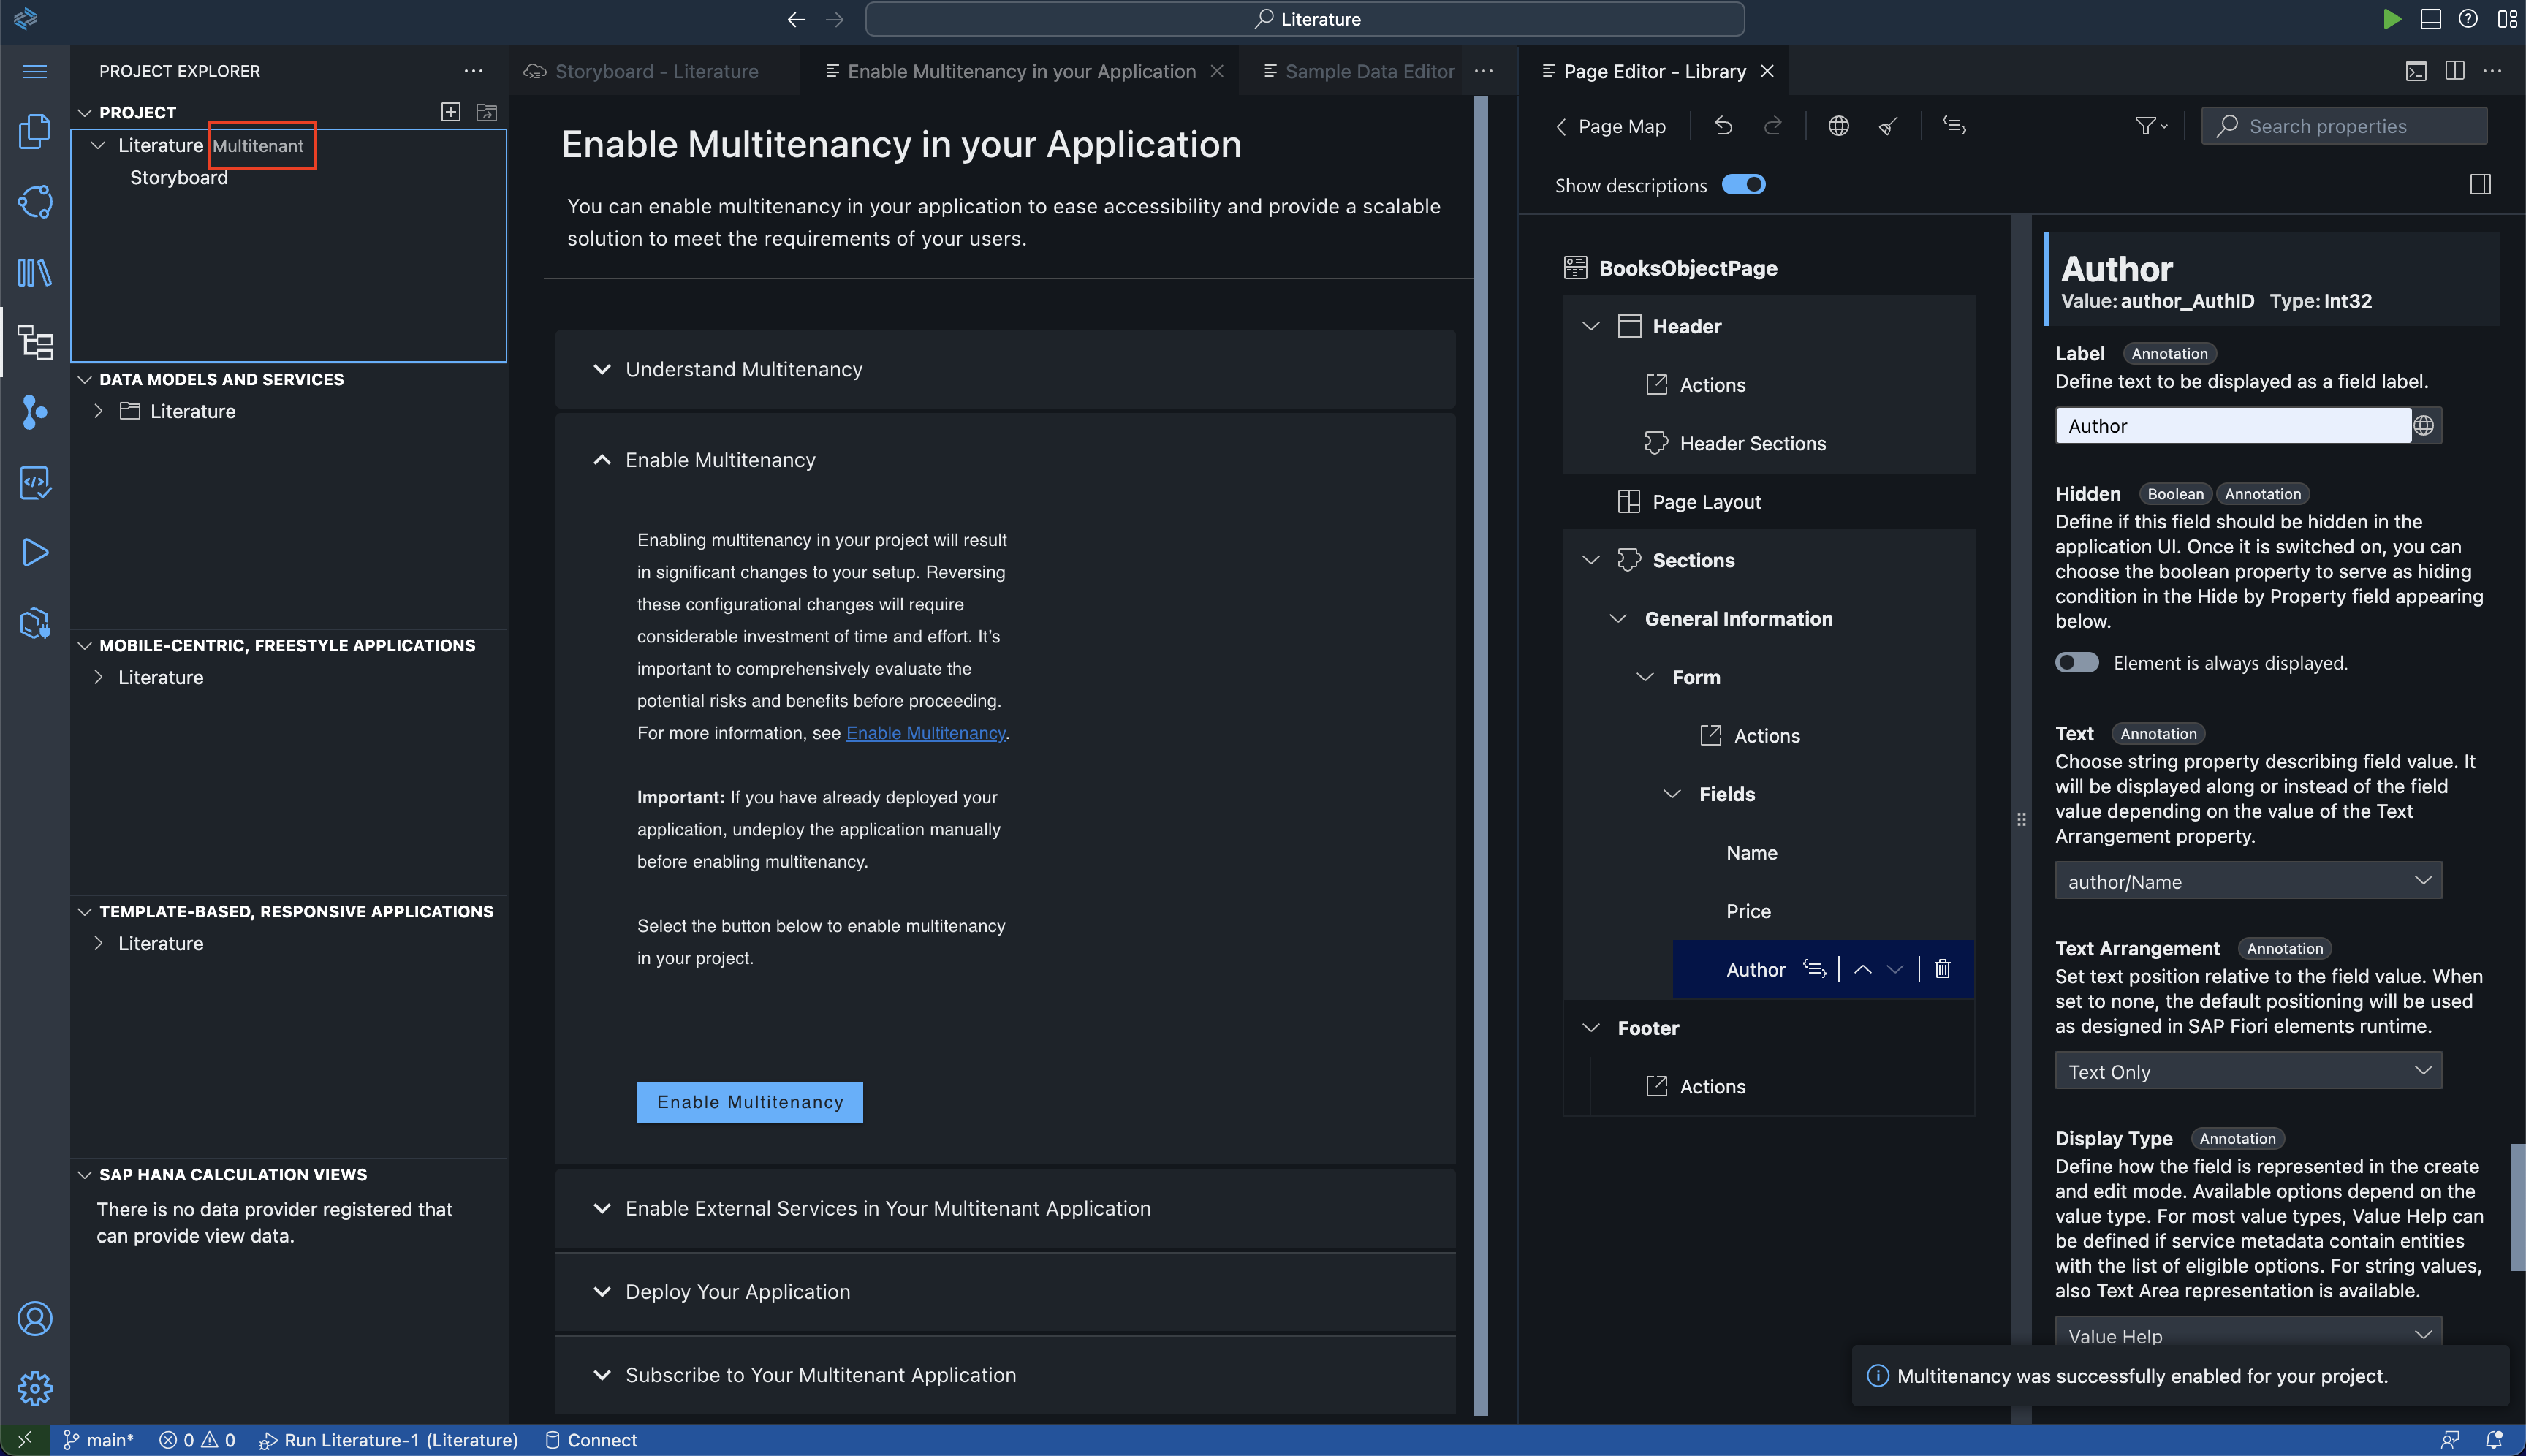 Literature
PROJECT EXPLORER
PROJECT
Literature Multitenant
Storyboard
DATA MODELS AND SERVICES
Literature
MOBILE-CENTRIC, FREESTYLE APPLICATIONS
Literature
TEMPLATE-BASED, RESPONSIVE APPLICATIONS
Literature
SAP HANA CALCULATION VIEWS
There is no data provider registered that
can provide view data.
Storyboard - Literature
Enable Multitenancy in your Application
Sample Data Editor
Enable Multitenancy in your Application
You can enable multitenancy in your application to ease accessibility and provide a scalable
solution to meet the requirements of your users.
Understand Multitenancy
Enable Multitenancy
Enabling multitenancy in your project will result
in significant changes to your setup. Reversing
these configurational changes will require
considerable investment of time and effort. It's
important to comprehensively evaluate the
potential risks and benefits before proceeding.
For more information, see Enable Multitenancy.
Important: If you have already deployed your
application, undeploy the application manually
before enabling multitenancy.
Select the button below to enable multitenancy
in your project.
Enable Multitenancy
Enable External Services in Your Multitenant Application
Deploy Your Application
Subscribe to Your Multitenant Application
Page Editor - Library
Page Map
Search properties
Show descriptions
BooksObjectPage
Header
Actions
Header Sections
Page Layout
Sections
General Information
Form
Actions
Fields
Name
Price
Author
Footer
Actions
Author
Value: author_AuthID Type: Int32
Label Annotation
Define text to be displayed as a field label.
Author
Hidden Boolean Annotation
Define if this field should be hidden in the
application UI. Once it is switched on, you can
choose the boolean property to serve as hiding
condition in the Hide by Property field appearing
below.
Element is always displayed.
Text Annotation
Choose string property describing field value. It
will be displayed along or instead of the field
value depending on the value of the Text
Arrangement property.
author/Name
Text Arrangement Annotation
Set text position relative to the field value. When
set to none, the default positioning will be used
as designed in SAP Fiori elements runtime.
Text Only
Display Type Annotation
Define how the field is represented in the create
and edit mode. Available options depend on the
value type. For most value types, Value Help can
be defined if service metadata contain entities
with the list of eligible options. For string values,
also Text Area representation is available.
Value Help
Multitenancy was successfully enabled for your project.
main* 0 0 Run Literature-1 (Literature) Connect